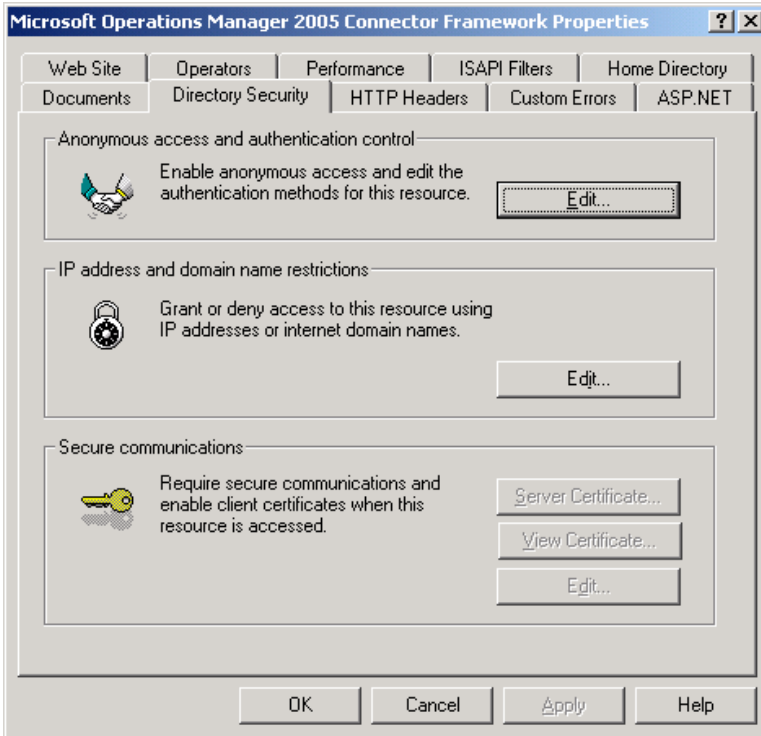 Microsoft Operations Manager 2005 Connector Framework Properties
Web Site Operators Performance ISAPI Filters Home Directory
Documents Directory Security HTTP Headers Custom Errors ASP.NET
Anonymous access and authentication control
Enable anonymous access and edit the
authentication methods for this resource.
Edit...
IP address and domain name restrictions
Grant or deny access to this resource using
IP addresses or internet domain names.
Edit...
Secure communications
Require secure communications and
enable client certificates when this
resource is accessed.
Server Certificate...
View Certificate...
Edit...
OK Cancel Apply Help